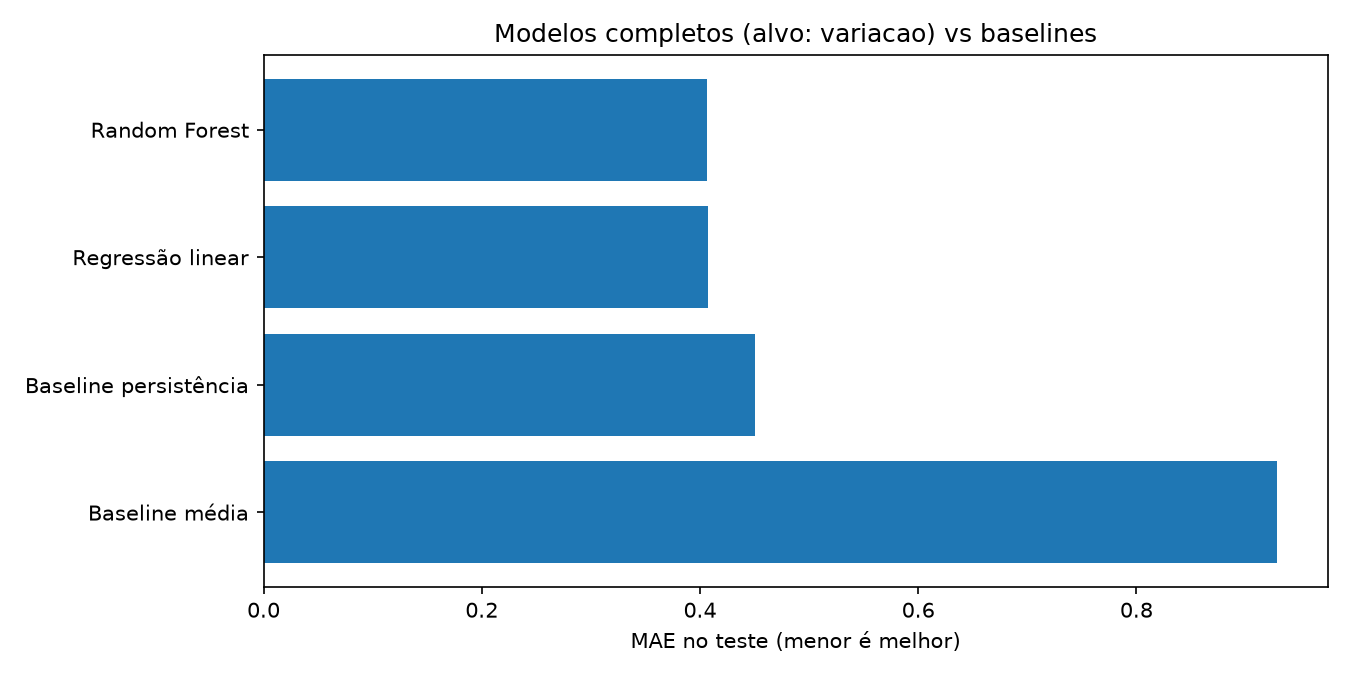 Modelos completos (alvo: variacao) vs baselines
Random Forest
Regressão linear
Baseline persistência
Baseline média
0.0 0.2 0.4 0.6 0.8
MAE no teste (menor é melhor)